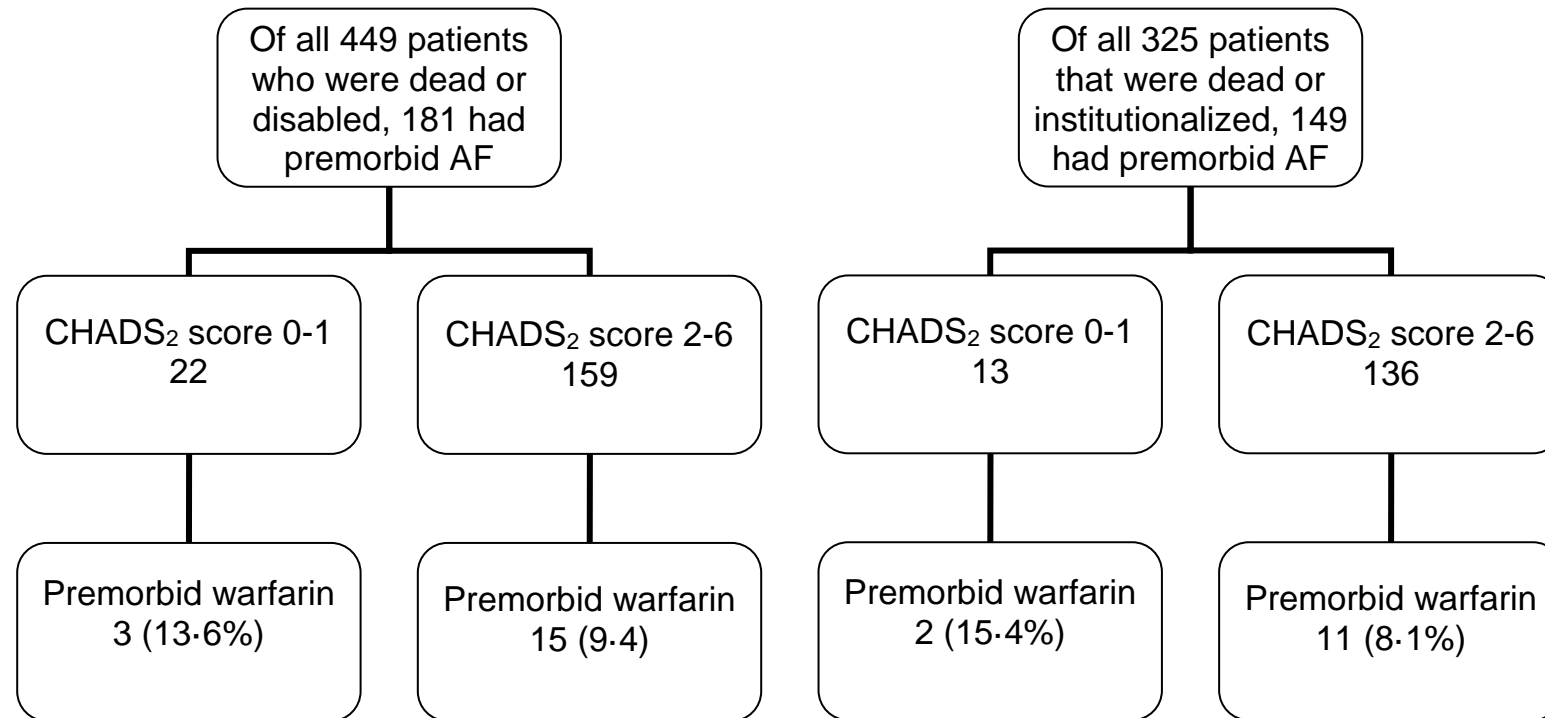 Of all 449 patients
who were dead or
disabled, 181 had
premorbid AF
Of all 325 patients
that were dead or
institutionalized, 149
had premorbid AF
CHADS₂ score 0-1
22
CHADS₂ score 2-6
159
CHADS₂ score 0-1
13
CHADS₂ score 2-6
136
Premorbid warfarin
3 (13·6%)
Premorbid warfarin
15 (9·4)
Premorbid warfarin
2 (15·4%)
Premorbid warfarin
11 (8·1%)